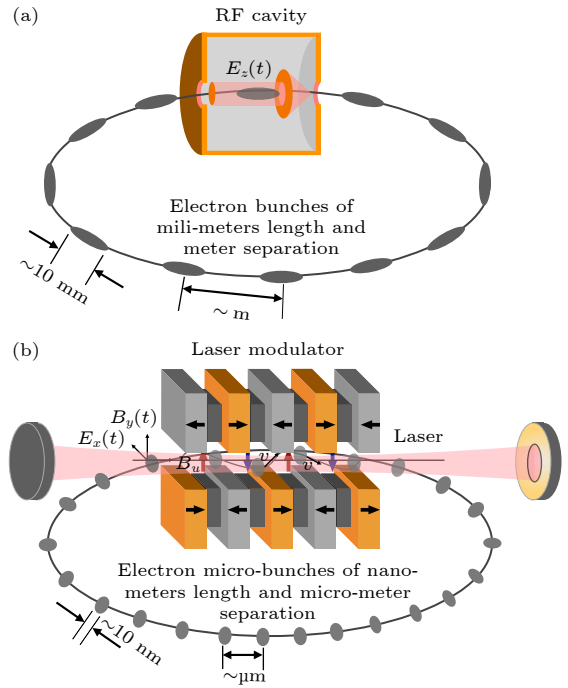 (a)
RF cavity
E_z(t)
Electron bunches of
mili-meters length and
meter separation
~10 mm
~ m
(b)
Laser modulator
B_y(t)
E_x(t)
Laser
B_u
v
v
Electron micro-bunches of nano-
meters length and micro-meter
separation
~10 nm
~µm